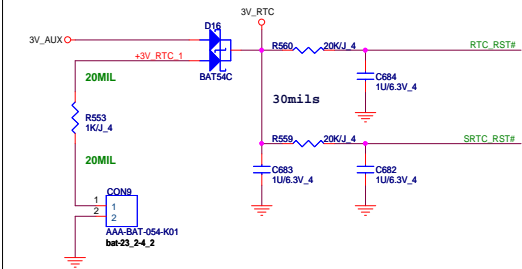 3V_RTC
D16
3V_AUX
+3V_RTC_1
BAT54C
R560
20K/J_4
RTC_RST#
20MIL
C684
1U/6.3V_4
30mils
R553
1K/J_4
R559
20K/J_4
SRTC_RST#
20MIL
C683
1U/6.3V_4
C682
1U/6.3V_4
CON9
1
1
2
2
AAA-BAT-054-K01
bat-23_2-4_2